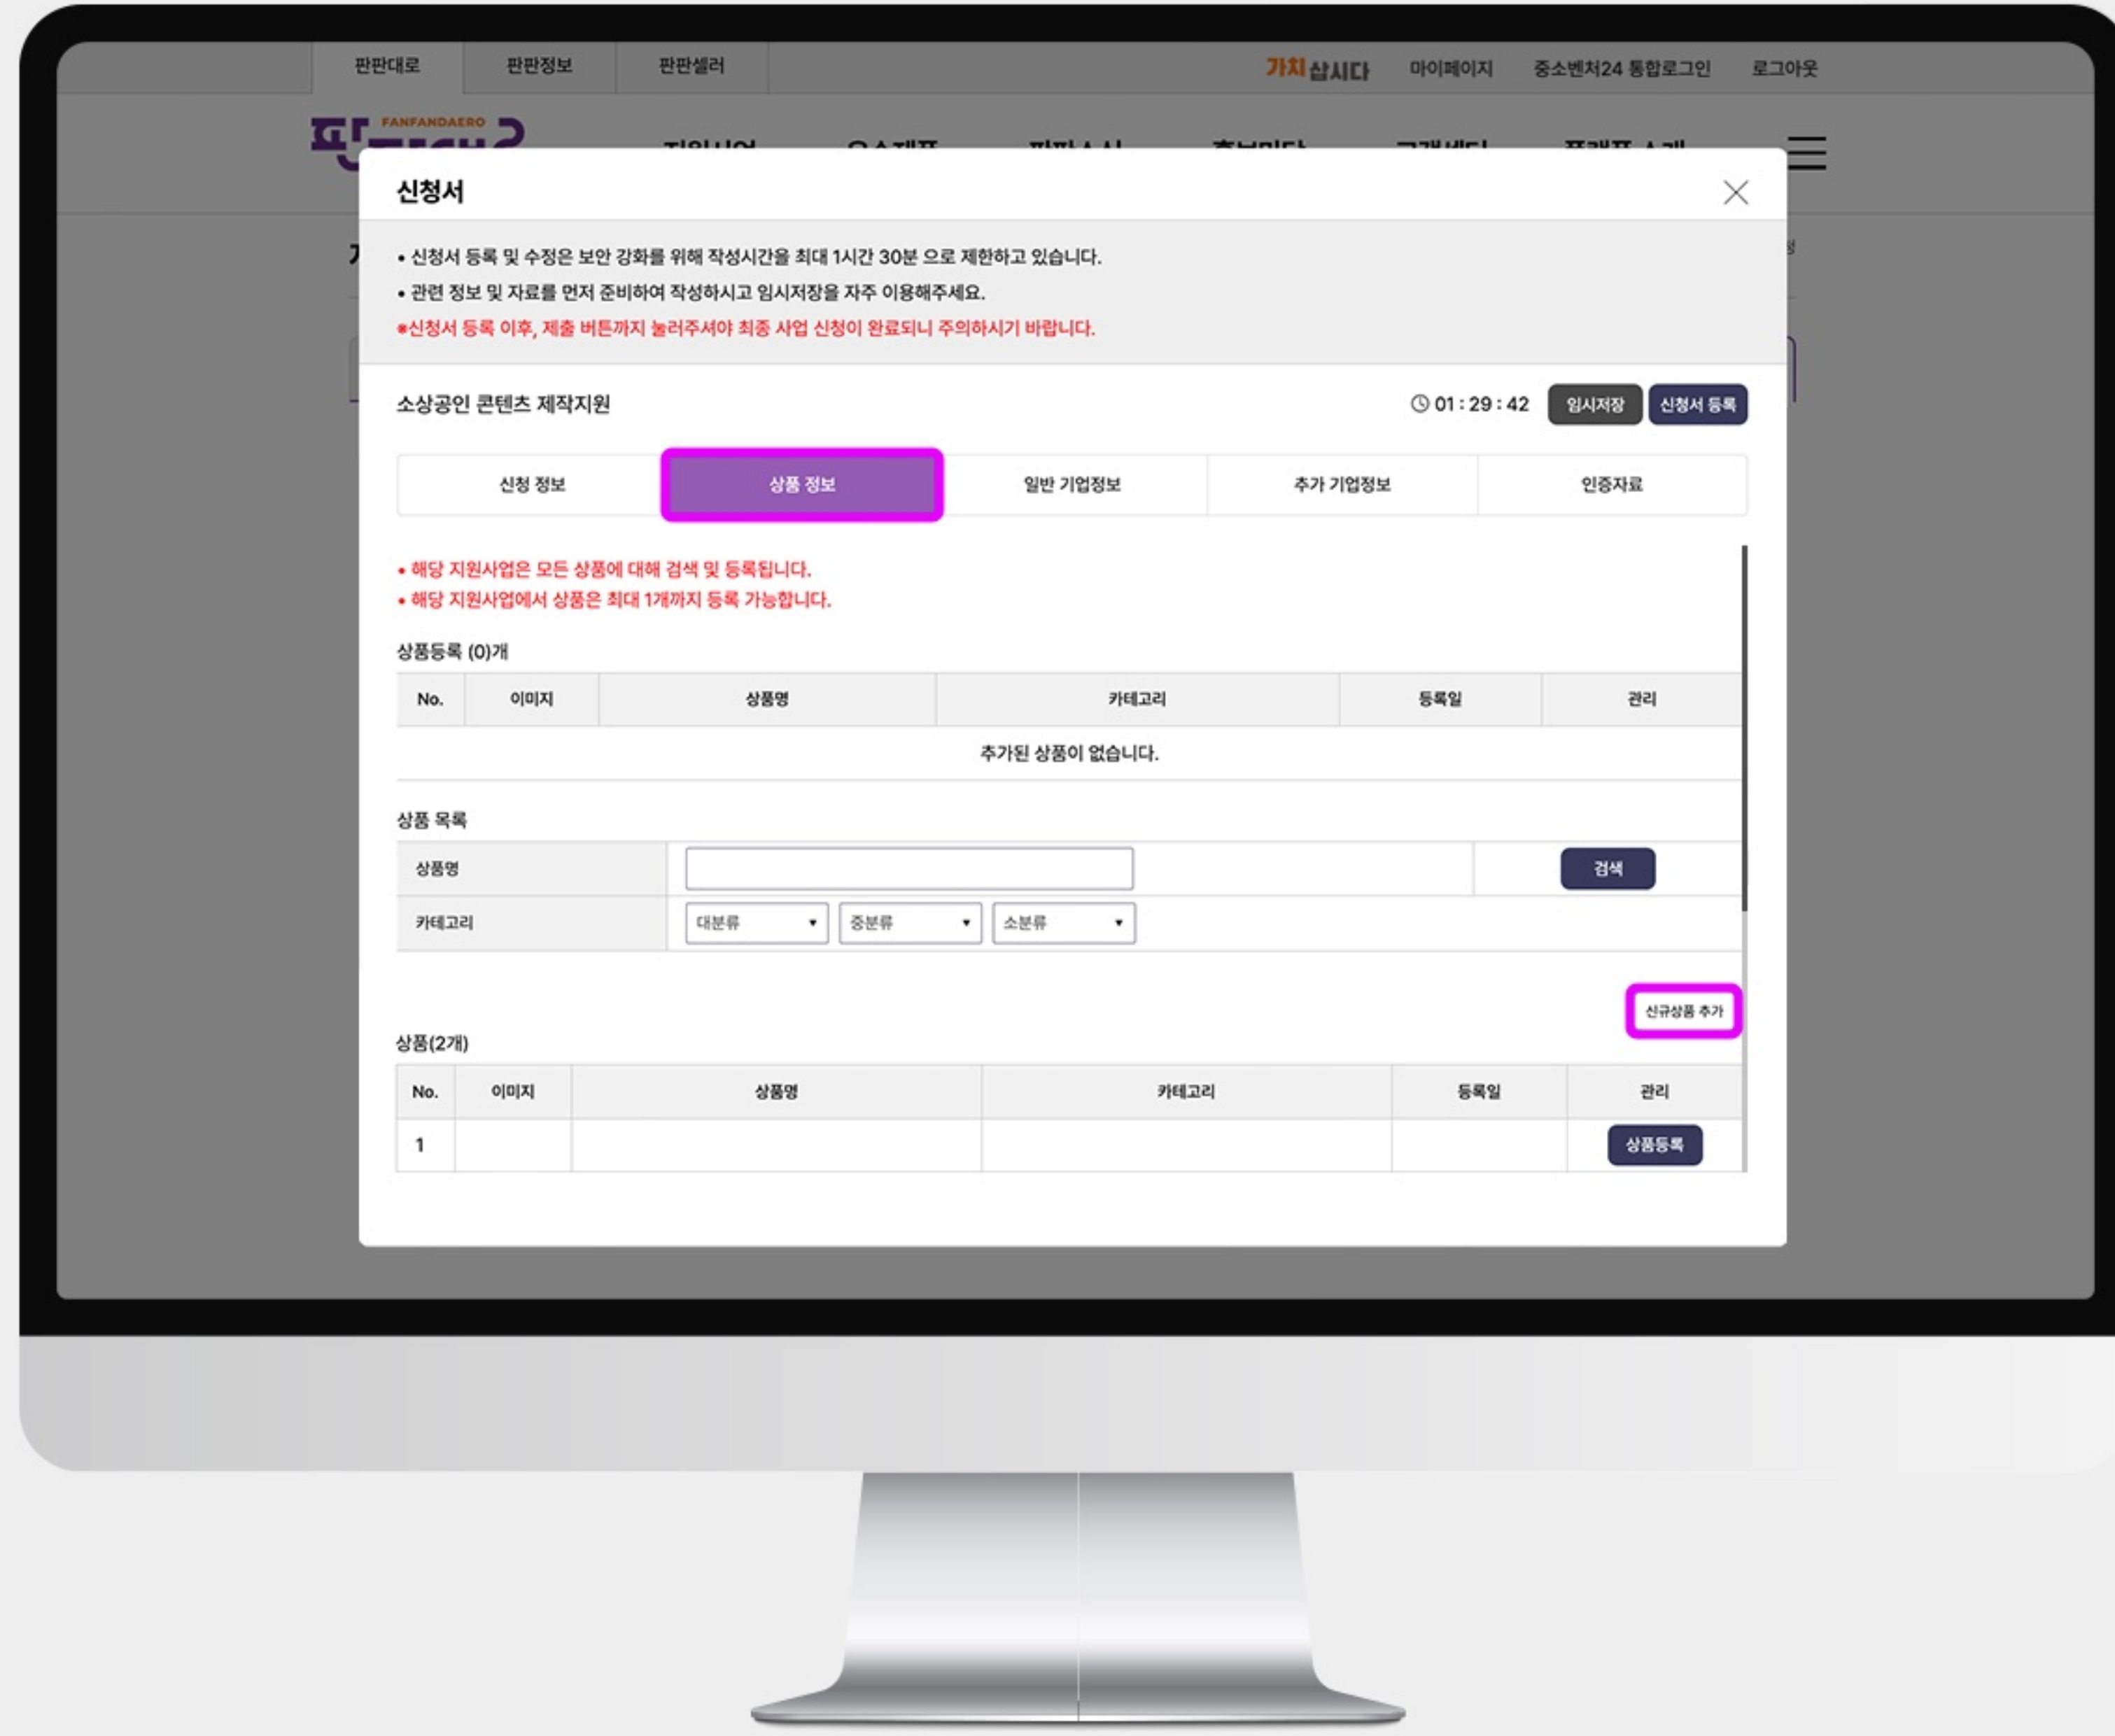 판판대로 판판정보 판판셀러 가치삽시다 마이페이지 중소벤처24 통합로그인 로그아웃
FANFANDAERO
신청서
• 신청서 등록 및 수정은 보안 강화를 위해 작성시간을 최대 1시간 30분 으로 제한하고 있습니다.
• 관련 정보 및 자료를 먼저 준비하여 작성하시고 임시저장을 자주 이용해주세요.
※신청서 등록 이후, 제출 버튼까지 눌러주셔야 최종 사업 신청이 완료되니 주의하시기 바랍니다.
소상공인 콘텐츠 제작지원 01 : 29 : 42 임시저장 신청서 등록
신청 정보 상품 정보 일반 기업정보 추가 기업정보 인증자료
• 해당 지원사업은 모든 상품에 대해 검색 및 등록됩니다.
• 해당 지원사업에서 상품은 최대 1개까지 등록 가능합니다.
상품등록 (0)개
No. 이미지 상품명 카테고리 등록일 관리
추가된 상품이 없습니다.
상품 목록
상품명 검색
카테고리 대분류 중분류 소분류
신규상품 추가
상품(2개)
No. 이미지 상품명 카테고리 등록일 관리
1 상품등록